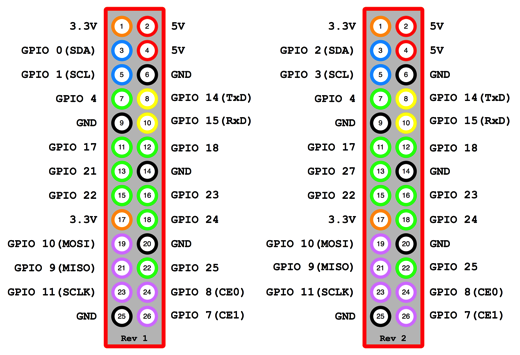 3.3V 1 2 5V
GPIO 0(SDA) 3 4 5V
GPIO 1(SCL) 5 6 GND
GPIO 4 7 8 GPIO 14(TxD)
GND 9 10 GPIO 15(RxD)
GPIO 17 11 12 GPIO 18
GPIO 21 13 14 GND
GPIO 22 15 16 GPIO 23
3.3V 17 18 GPIO 24
GPIO 10(MOSI) 19 20 GND
GPIO 9(MISO) 21 22 GPIO 25
GPIO 11(SCLK) 23 24 GPIO 8(CE0)
GND 25 26 GPIO 7(CE1)
Rev 1
3.3V 1 2 5V
GPIO 2(SDA) 3 4 5V
GPIO 3(SCL) 5 6 GND
GPIO 4 7 8 GPIO 14(TxD)
GND 9 10 GPIO 15(RxD)
GPIO 17 11 12 GPIO 18
GPIO 27 13 14 GND
GPIO 22 15 16 GPIO 23
3.3V 17 18 GPIO 24
GPIO 10(MOSI) 19 20 GND
GPIO 9(MISO) 21 22 GPIO 25
GPIO 11(SCLK) 23 24 GPIO 8(CE0)
GND 25 26 GPIO 7(CE1)
Rev 2